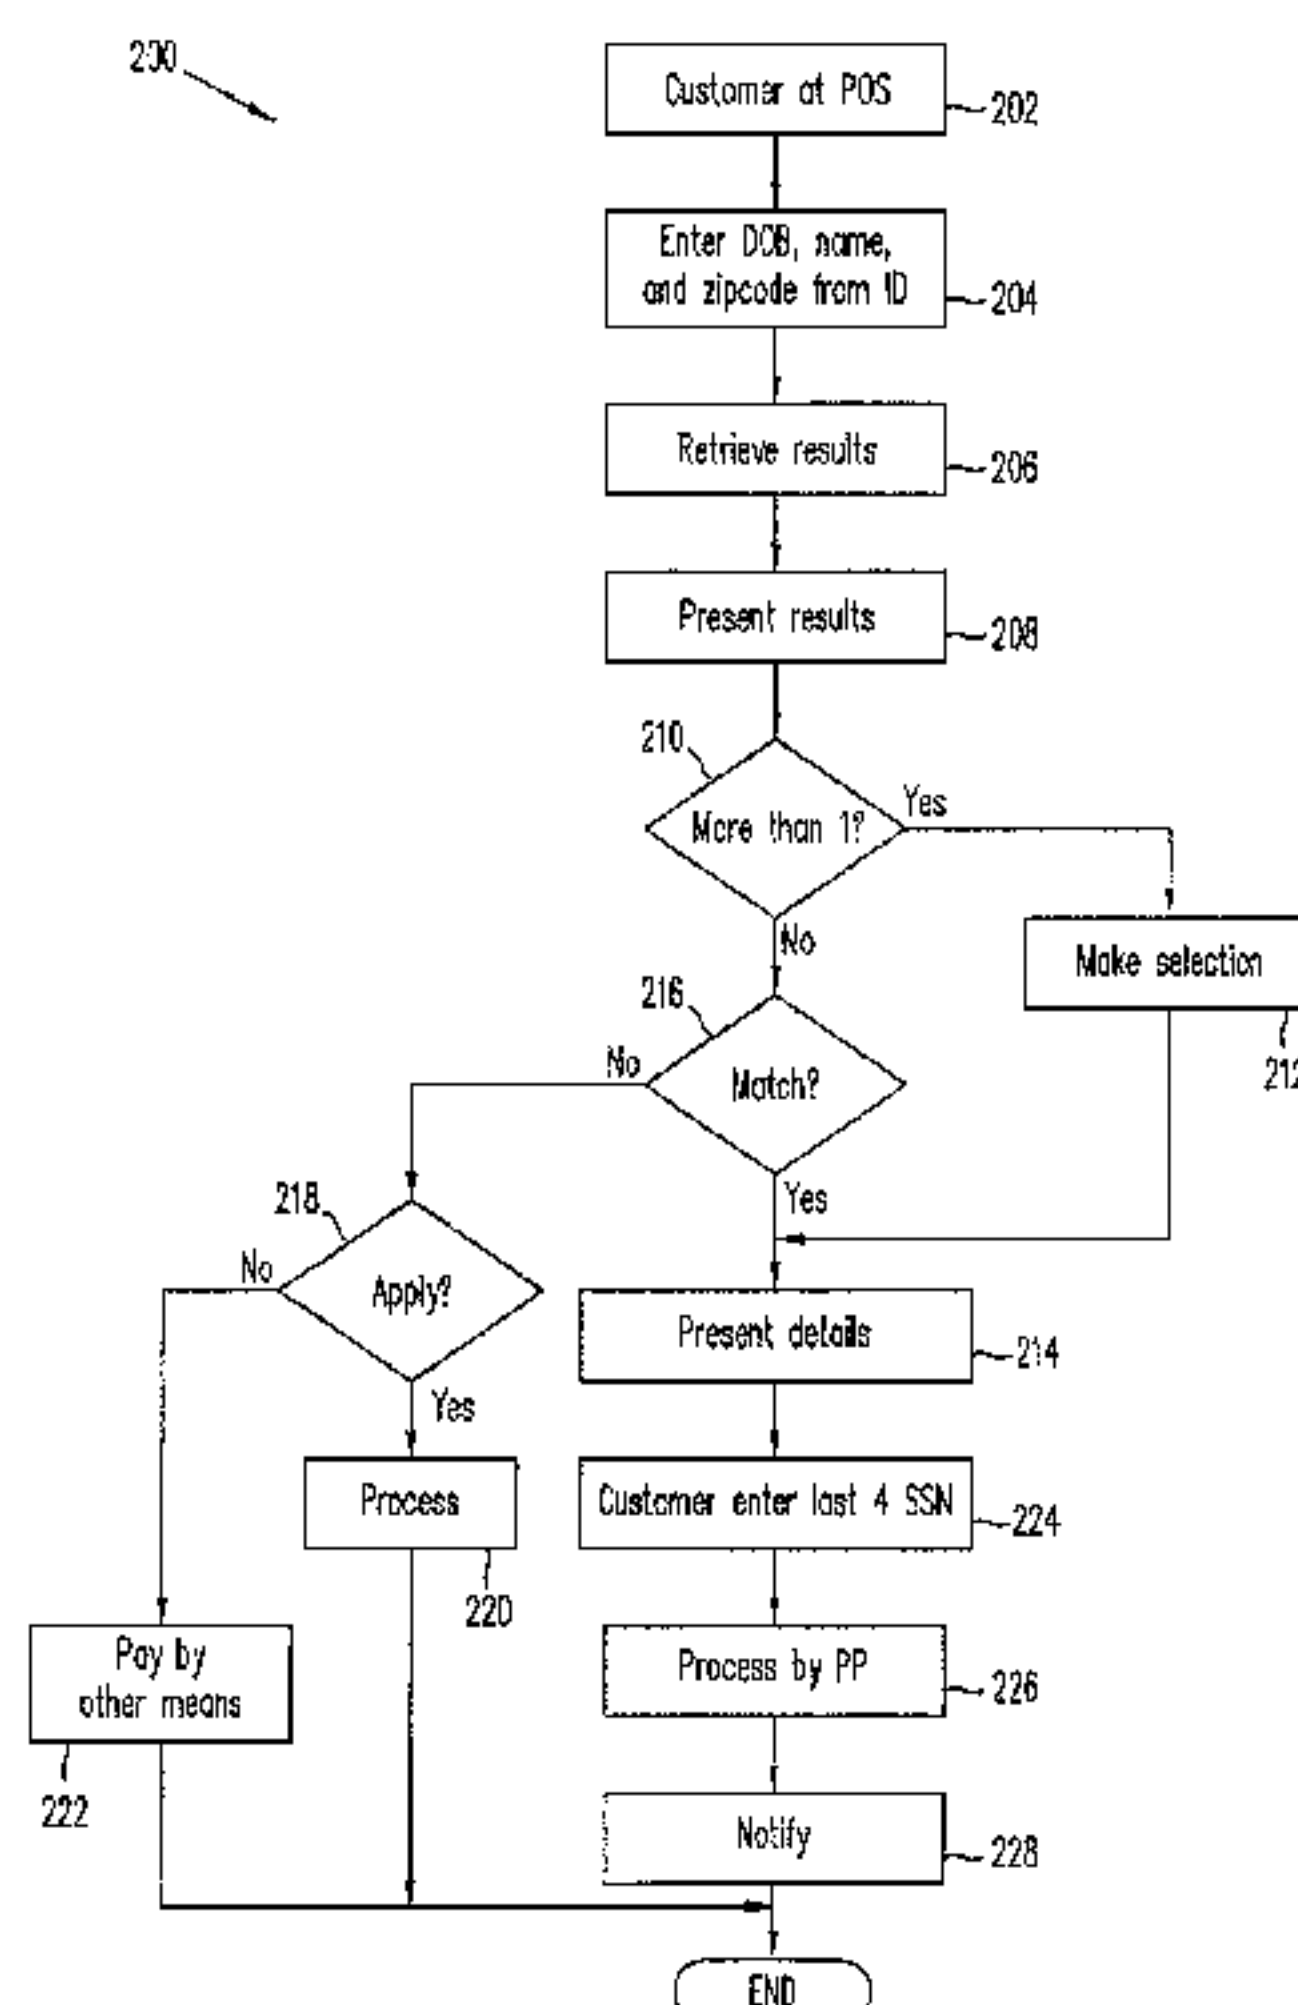 200
Customer at POS
202
Enter DOB, name,
and zipcode from ID
204
Retrieve results
206
Present results
208
210
More than 1?
Yes
No
Make selection
212
216
Match?
No
Yes
218
Apply?
No
Yes
Present details
214
Process
220
Customer enter last 4 SSN
224
Pay by
other means
222
Process by PP
226
Notify
228
END